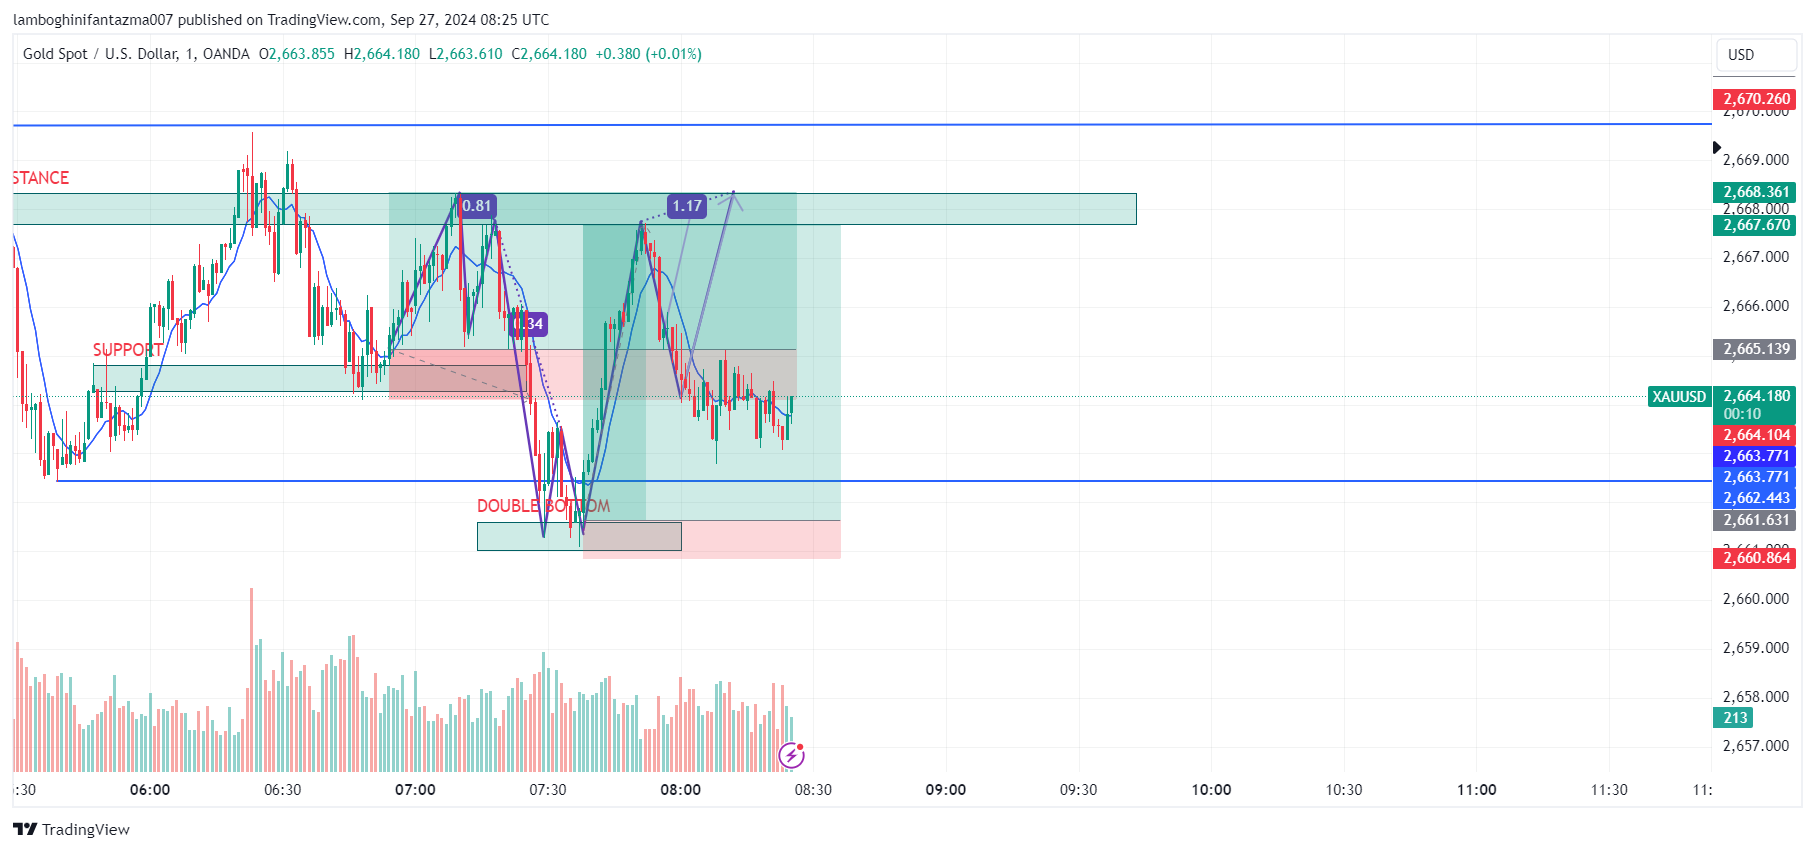 lamboghinifantazma007 published on TradingView.com, Sep 27, 2024 08:25 UTC
Gold Spot / U.S. Dollar, 1, OANDA O2,663.855 H2,664.180 L2,663.610 C2,664.180 +0.380 (+0.01%)
USD
2,670.260
2,670.000
2,669.000
STANCE
2,668.361
0.81
1.17
2,668.000
2,667.670
2,667.000
2,666.000
.34
SUPPORT
2,665.139
XAUUSD
2,664.180
00:10
2,664.104
2,663.771
2,663.771
2,662.443
DOUBLE BOTTOM
2,661.631
2,660.864
2,660.000
2,659.000
2,658.000
213
2,657.000
:30 06:00 06:30 07:00 07:30 08:00 08:30 09:00 09:30 10:00 10:30 11:00 11:30 11:
TradingView